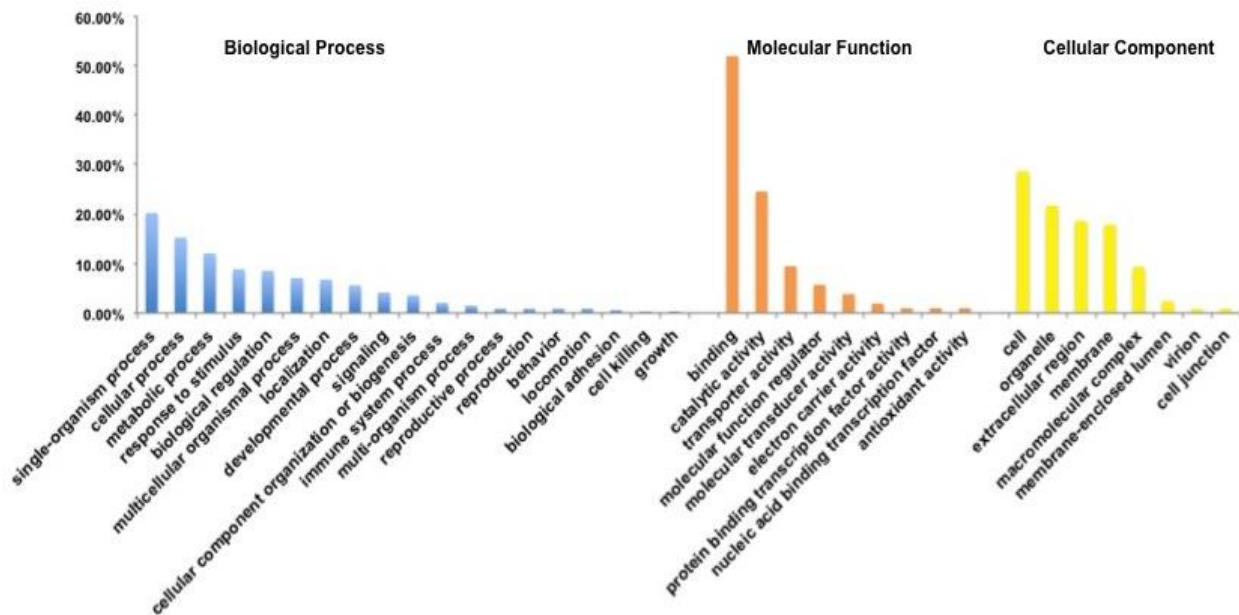 60.00%
50.00%
40.00%
30.00%
20.00%
10.00%
0.00%
Biological Process
Molecular Function
Cellular Component
single-organism process
cellular process
metabolic process
response to stimulus
biological regulation
multicellular organismal process
localization
developmental process
signaling
cellular component organization or biogenesis
immune system process
multi-organism process
reproductive process
reproduction
behavior
locomotion
biological adhesion
cell killing
growth
binding
catalytic activity
transporter activity
molecular function regulator
molecular transducer activity
electron carrier activity
protein binding transcription factor activity
nucleic acid binding transcription factor
antioxidant activity
cell
organelle
extracellular region
membrane
macromolecular complex
membrane-enclosed lumen
virion
cell junction